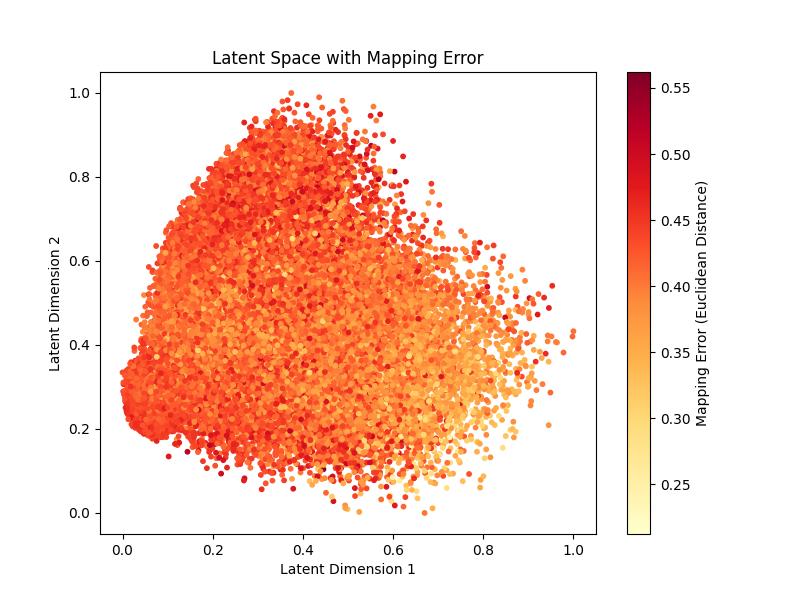 Latent Space with Mapping Error
1.0
0.8
0.6
0.4
0.2
0.0
Latent Dimension 2
0.0 0.2 0.4 0.6 0.8 1.0
Latent Dimension 1
0.55
0.50
0.45
0.40
0.35
0.30
0.25
Mapping Error (Euclidean Distance)